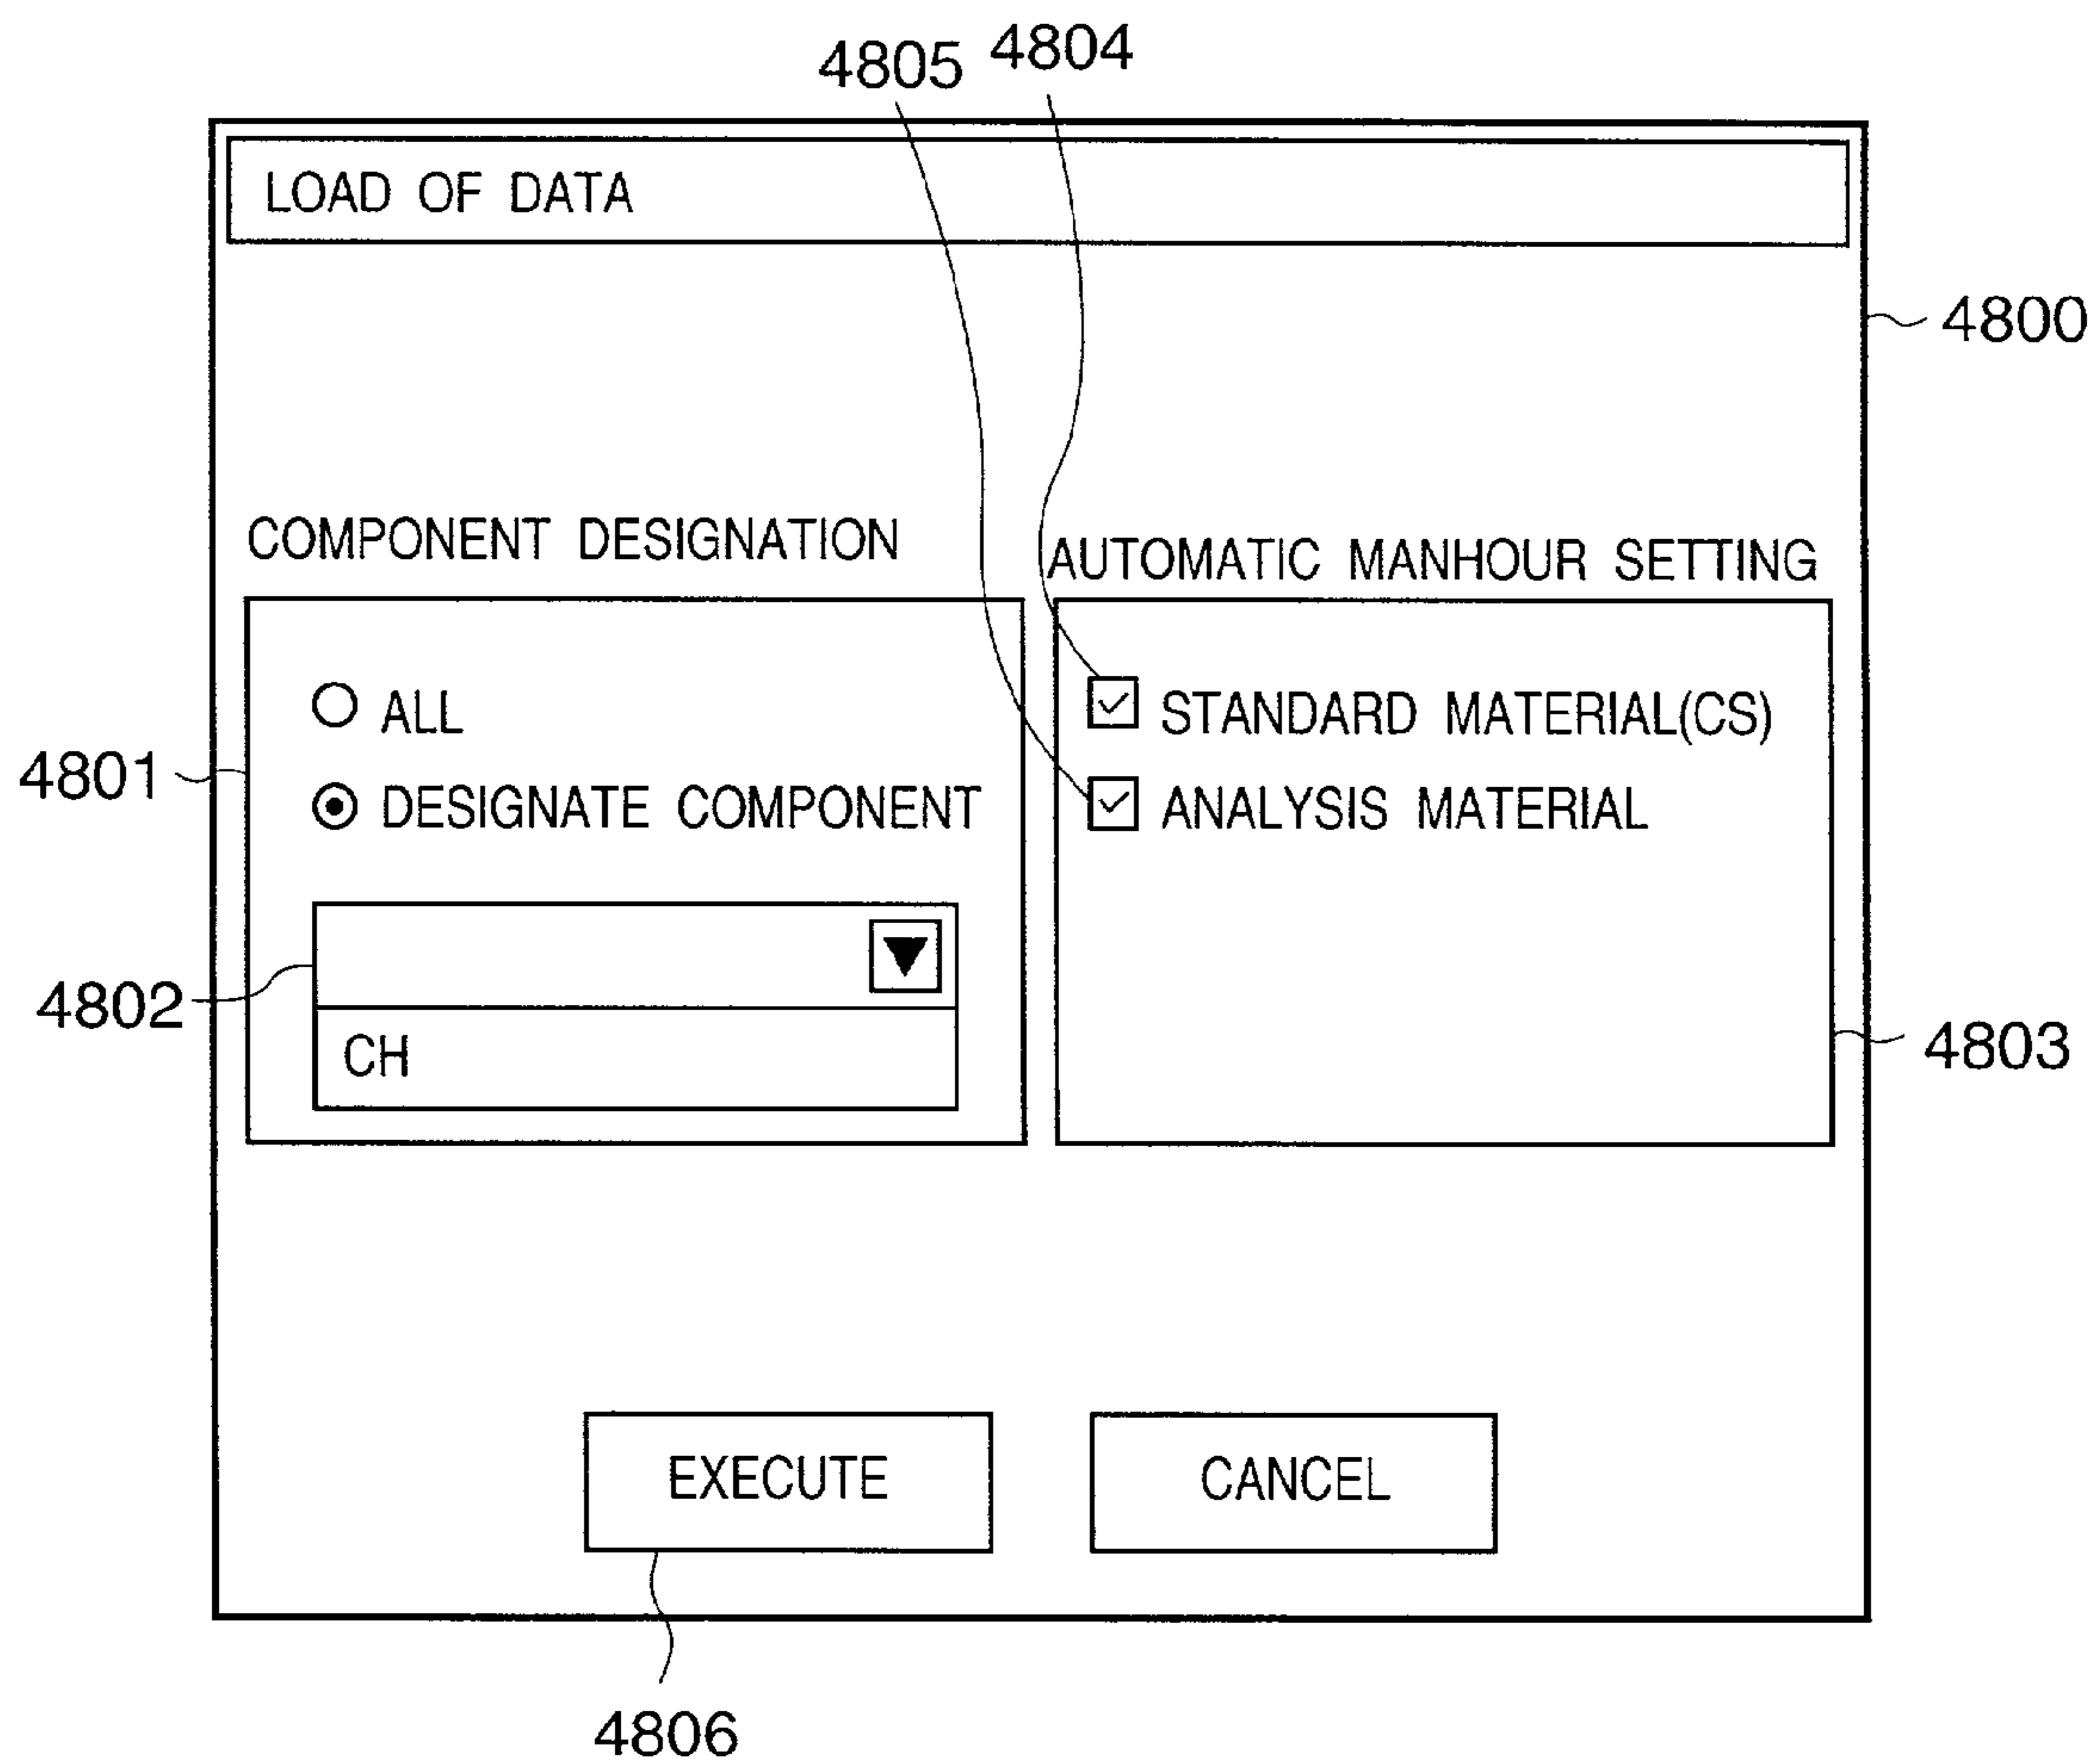 4805 4804
LOAD OF DATA
4800
COMPONENT DESIGNATION
AUTOMATIC MANHOUR SETTING
ALL
STANDARD MATERIAL(CS)
4801
DESIGNATE COMPONENT
ANALYSIS MATERIAL
4802
CH
4803
EXECUTE
CANCEL
4806